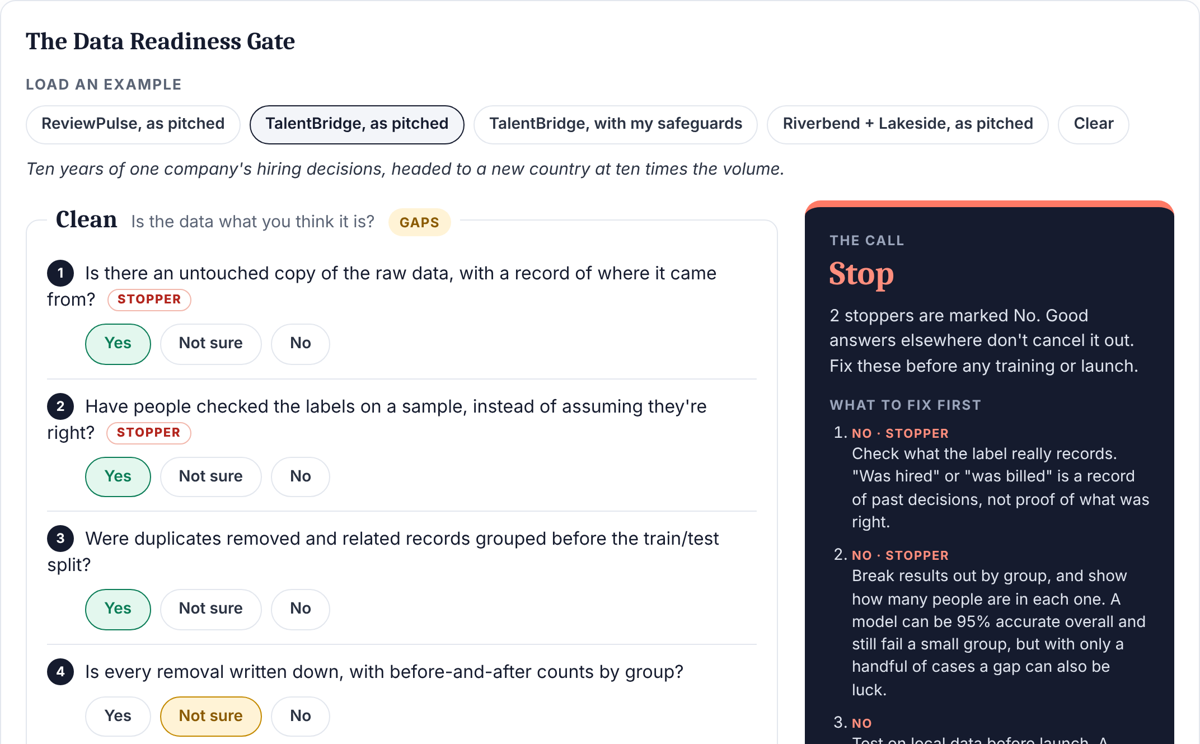 The Data Readiness Gate
LOAD AN EXAMPLE
ReviewPulse, as pitched
TalentBridge, as pitched
TalentBridge, with my safeguards
Riverbend + Lakeside, as pitched
Clear
Ten years of one company's hiring decisions, headed to a new country at ten times the volume.
Clean Is the data what you think it is? GAPS
1 Is there an untouched copy of the raw data, with a record of where it came
from? STOPPER
Yes Not sure No
2 Have people checked the labels on a sample, instead of assuming they're
right? STOPPER
Yes Not sure No
3 Were duplicates removed and related records grouped before the train/test
split?
Yes Not sure No
4 Is every removal written down, with before-and-after counts by group?
Yes Not sure No
THE CALL
Stop
2 stoppers are marked No. Good
answers elsewhere don't cancel it out.
Fix these before any training or launch.
WHAT TO FIX FIRST
1. NO · STOPPER
Check what the label really records.
"Was hired" or "was billed" is a record
of past decisions, not proof of what was
right.
2. NO · STOPPER
Break results out by group, and show
how many people are in each one. A
model can be 95% accurate overall and
still fail a small group, but with only a
handful of cases a gap can also be
luck.
3. NO
Test on local data before launch. A